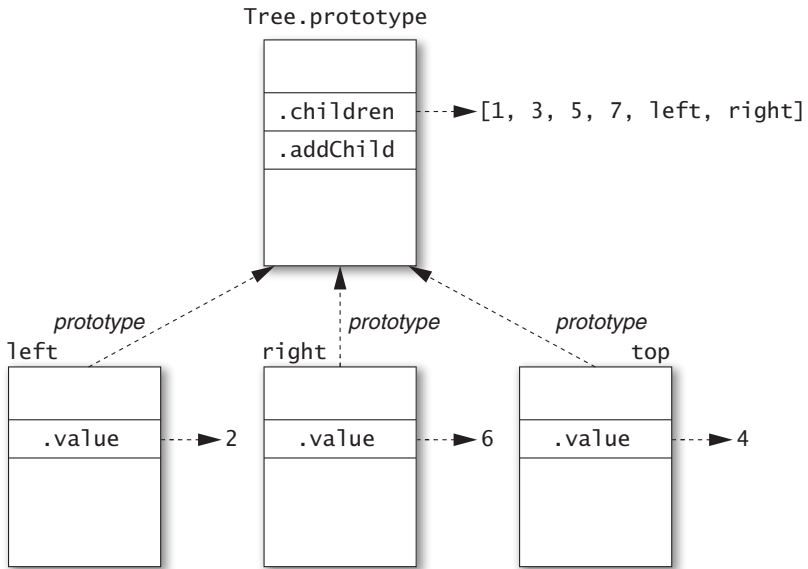 Tree.prototype
.children
[1, 3, 5, 7, left, right]
.addChild
prototype
prototype
prototype
left
right
top
.value
2
.value
6
.value
4